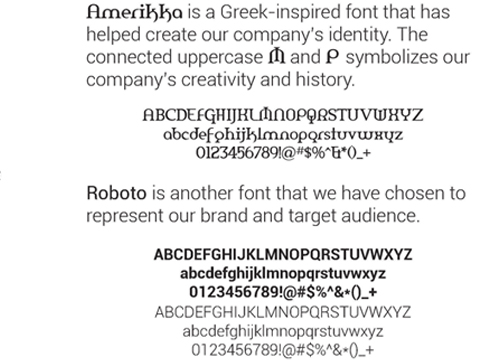 Amerikka is a Greek-inspired font that has
helped create our company's identity. The
connected uppercase M and P symbolizes our
company's creativity and history.
ABCDEFGHIJKLMNOPQRSTUVWXYZ
abcdefghijklmnopqrstuvwxyz
0123456789!@#$%^&*()_+
Roboto is another font that we have chosen to
represent our brand and target audience.
ABCDEFGHIJKLMNOPQRSTUVWXYZ
abcdefghijklmnopqrstuvwxyz
0123456789!@#$%^&*()_+
ABCDEFGHIJKLMNOPQRSTUVWXYZ
abcdefghijklmnopqrstuvwxyz
0123456789!@#$%^&*()_+